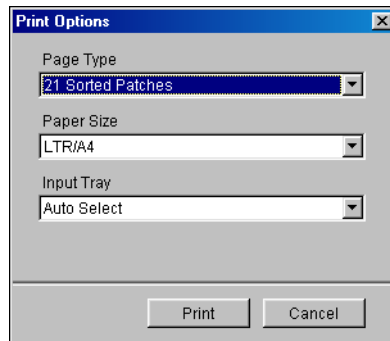 Print Options
Page Type
21 Sorted Patches
Paper Size
LTR/A4
Input Tray
Auto Select
Print Cancel